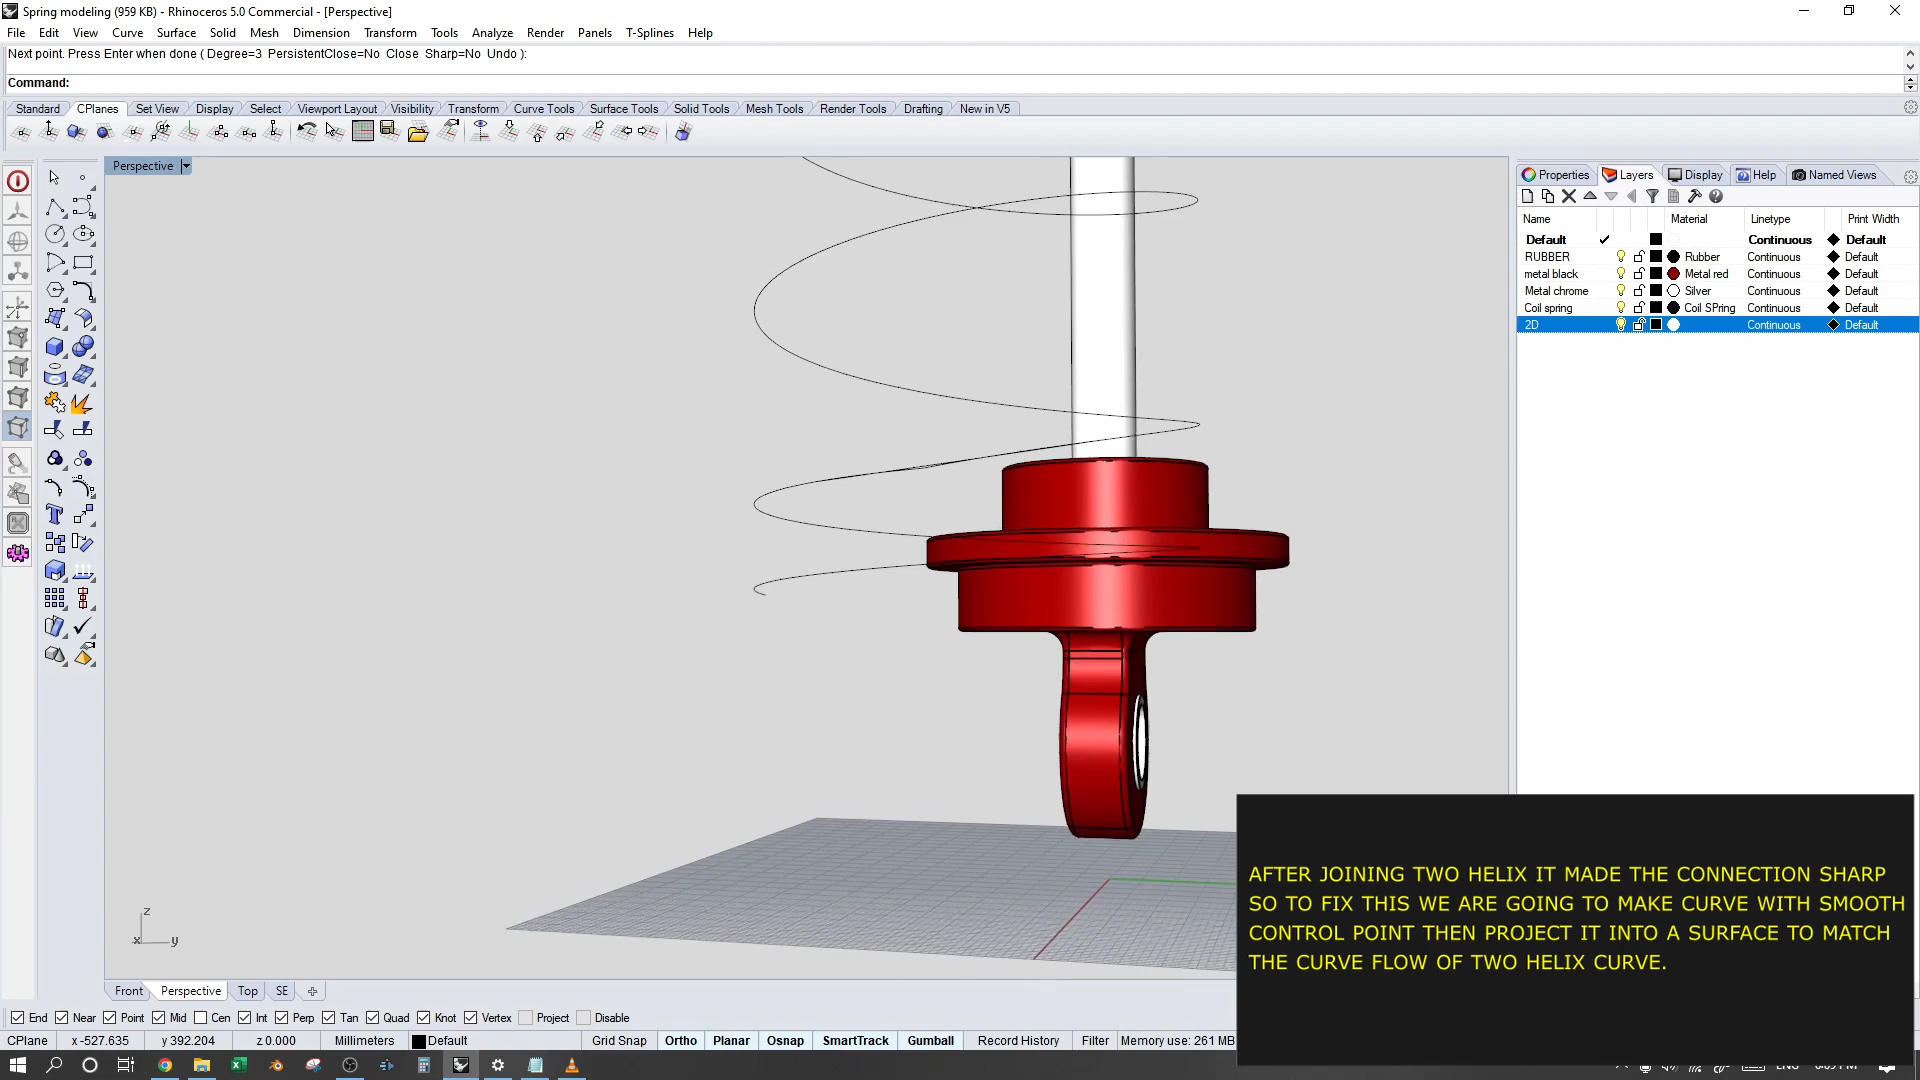 Spring modeling (959 KB) - Rhinoceros 5.0 Commercial - [Perspective]
File Edit View Curve Surface Solid Mesh Dimension Transform Tools Analyze Render Panels T-Splines Help
Next point. Press Enter when done ( Degree=3 PersistentClose=No Close Sharp=No Undo ):
Command:
Standard CPlanes Set View Display Select Viewport Layout Visibility Transform Curve Tools Surface Tools Solid Tools Mesh Tools Render Tools Drafting New in V5
Perspective
Properties Layers Display Help Named Views
Name Material Linetype Print Width
Default Continuous Default
RUBBER Rubber Continuous Default
metal black Metal red Continuous Default
Metal chrome Silver Continuous Default
Coil spring Coil SPring Continuous Default
2D Continuous Default
z
x y
AFTER JOINING TWO HELIX IT MADE THE CONNECTION SHARP
SO TO FIX THIS WE ARE GOING TO MAKE CURVE WITH SMOOTH
CONTROL POINT THEN PROJECT IT INTO A SURFACE TO MATCH
THE CURVE FLOW OF TWO HELIX CURVE.
Front Perspective Top SE
End Near Point Mid Cen Int Perp Tan Quad Knot Vertex Project Disable
CPlane x -527.635 y 392.204 z 0.000 Millimeters Default Grid Snap Ortho Planar Osnap SmartTrack Gumball Record History Filter Memory use: 261 MB